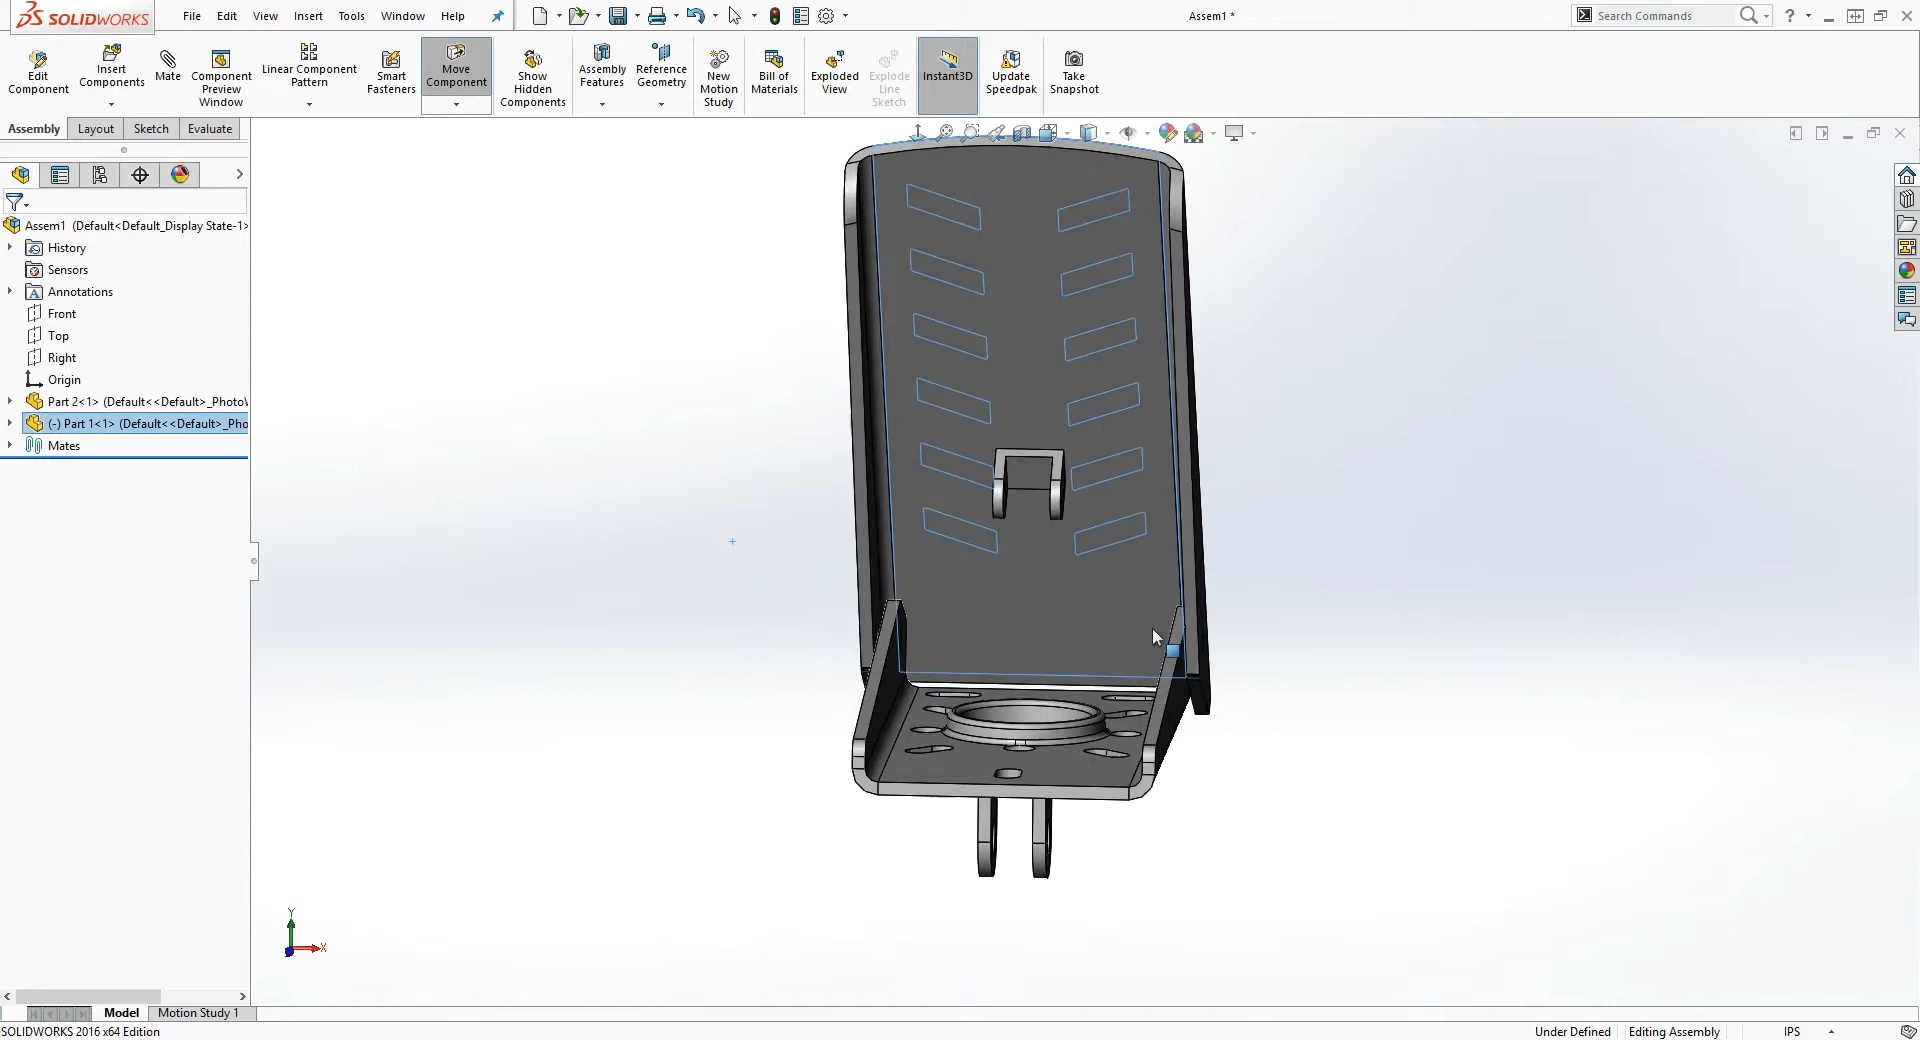 SOLIDWORKS
File Edit View Insert Tools Window Help
Assem1 *
Search Commands
Edit Component
Insert Components
Mate
Component Preview Window
Linear Component Pattern
Smart Fasteners
Move Component
Show Hidden Components
Assembly Features
Reference Geometry
New Motion Study
Bill of Materials
Exploded View
Explode Line Sketch
Instant3D
Update Speedpak
Take Snapshot
Assembly Layout Sketch Evaluate
Assem1 (Default<Default_Display State-1>
History
Sensors
Annotations
Front
Top
Right
Origin
Part 2<1> (Default<<Default>_PhotoV
(-) Part 1<1> (Default<<Default>_Pho
Mates
Y
X
Model Motion Study 1
SOLIDWORKS 2016 x64 Edition
Under Defined Editing Assembly IPS